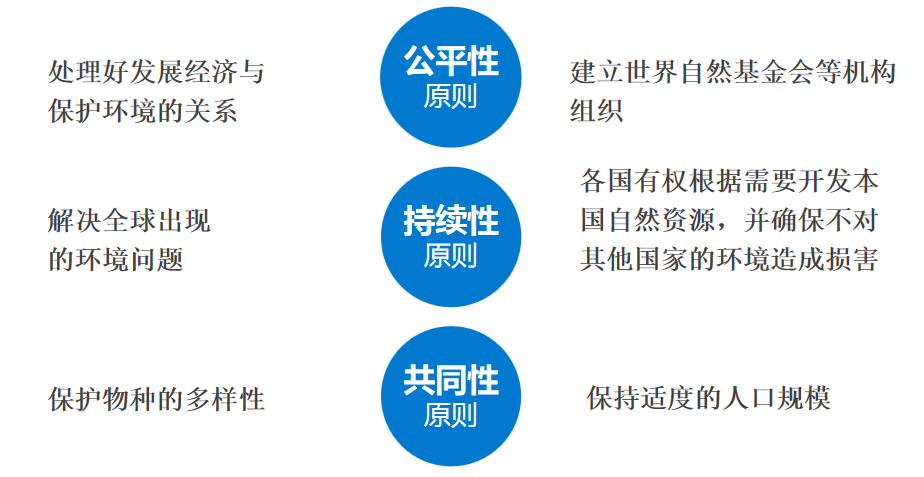 处理好发展经济与
保护环境的关系
公平性
原则
建立世界自然基金会等机构
组织
解决全球出现
的环境问题
持续性
原则
各国有权根据需要开发本
国自然资源，并确保不对
其他国家的环境造成损害
保护物种的多样性
共同性
原则
保持适度的人口规模